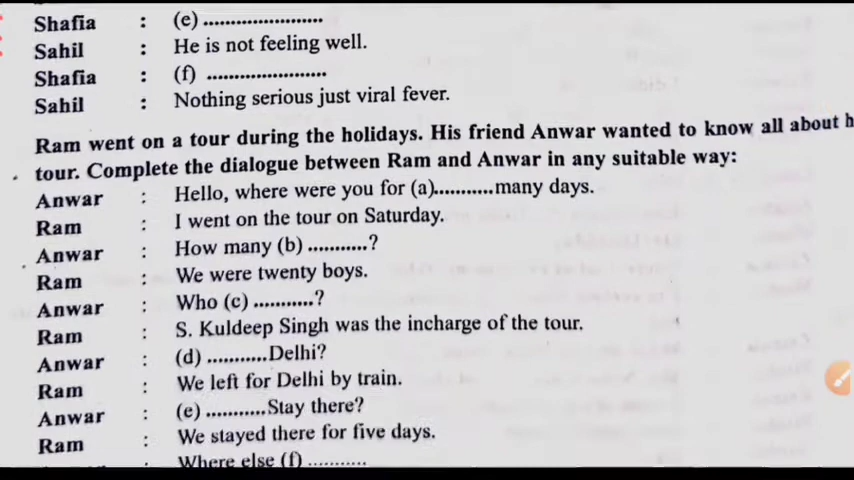 Shafia : (e) ........................
Sahil : He is not feeling well.
Shafia : (f) ........................
Sahil : Nothing serious just viral fever.
Ram went on a tour during the holidays. His friend Anwar wanted to know all about h
tour. Complete the dialogue between Ram and Anwar in any suitable way:
Anwar : Hello, where were you for (a)...........many days.
Ram : I went on the tour on Saturday.
Anwar : How many (b) ...........?
Ram : We were twenty boys.
Anwar : Who (c) ...........?
Ram : S. Kuldeep Singh was the incharge of the tour.
Anwar : (d) ...........Delhi?
Ram : We left for Delhi by train.
Anwar : (e) ...........Stay there?
Ram : We stayed there for five days.
: Where else (f) ...........